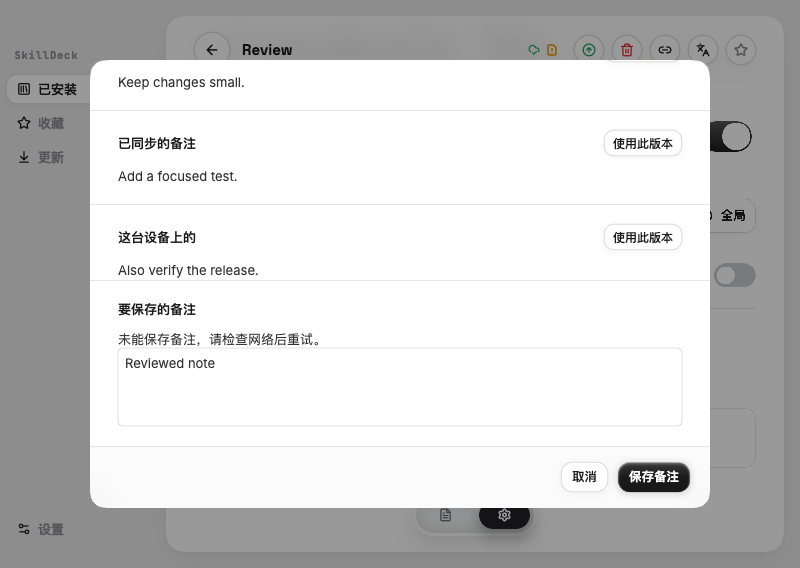 SkillDeck
已安装
收藏
更新
设置
Review
全局
Keep changes small.
已同步的备注
使用此版本
Add a focused test.
这台设备上的
使用此版本
Also verify the release.
要保存的备注
未能保存备注，请检查网络后重试。
Reviewed note
取消
保存备注